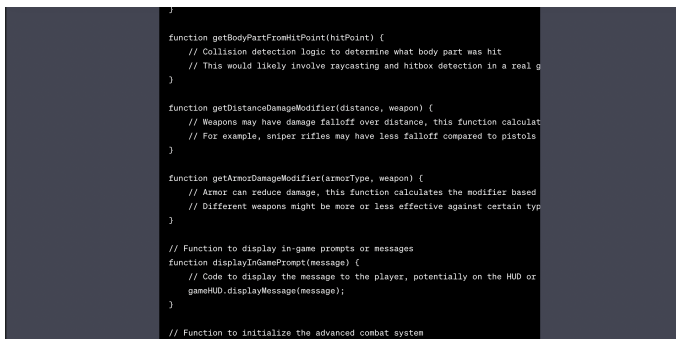 }
function getBodyPartFromHitPoint(hitPoint) {
// Collision detection logic to determine what body part was hit
// This would likely involve raycasting and hitbox detection in a real g
}
function getDistanceDamageModifier(distance, weapon) {
// Weapons may have damage falloff over distance, this function calculat
// For example, sniper rifles may have less falloff compared to pistols
}
function getArmorDamageModifier(armorType, weapon) {
// Armor can reduce damage, this function calculates the modifier based
// Different weapons might be more or less effective against certain typ
}
// Function to display in-game prompts or messages
function displayInGamePrompt(message) {
// Code to display the message to the player, potentially on the HUD or
gameHUD.displayMessage(message);
}
// Function to initialize the advanced combat system